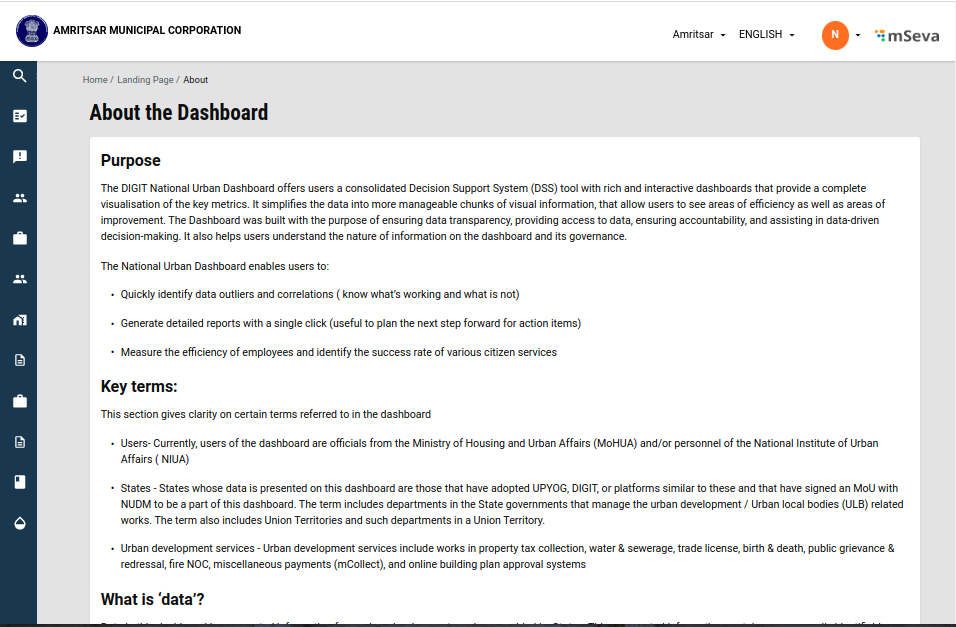 AMRITSAR MUNICIPAL CORPORATION
Amritsar
ENGLISH
N
mSeva
Home / Landing Page / About
About the Dashboard
Purpose
The DIGIT National Urban Dashboard offers users a consolidated Decision Support System (DSS) tool with rich and interactive dashboards that provide a complete
visualisation of the key metrics. It simplifies the data into more manageable chunks of visual information, that allow users to see areas of efficiency as well as areas of
improvement. The Dashboard was built with the purpose of ensuring data transparency, providing access to data, ensuring accountability, and assisting in data-driven
decision-making. It also helps users understand the nature of information on the dashboard and its governance.
The National Urban Dashboard enables users to:
• Quickly identify data outliers and correlations ( know what's working and what is not)
• Generate detailed reports with a single click (useful to plan the next step forward for action items)
• Measure the efficiency of employees and identify the success rate of various citizen services
Key terms:
This section gives clarity on certain terms referred to in the dashboard
• Users- Currently, users of the dashboard are officials from the Ministry of Housing and Urban Affairs (MoHUA) and/or personnel of the National Institute of Urban
Affairs ( NIUA)
• States - States whose data is presented on this dashboard are those that have adopted UPYOG, DIGIT, or platforms similar to these and that have signed an MoU with
NUDM to be a part of this dashboard. The term includes departments in the State governments that manage the urban development / Urban local bodies (ULB) related
works. The term also includes Union Territories and such departments in a Union Territory.
• Urban development services - Urban development services include works in property tax collection, water & sewerage, trade license, birth & death, public grievance &
redressal, fire NOC, miscellaneous payments (mCollect), and online building plan approval systems
What is ‘data’?